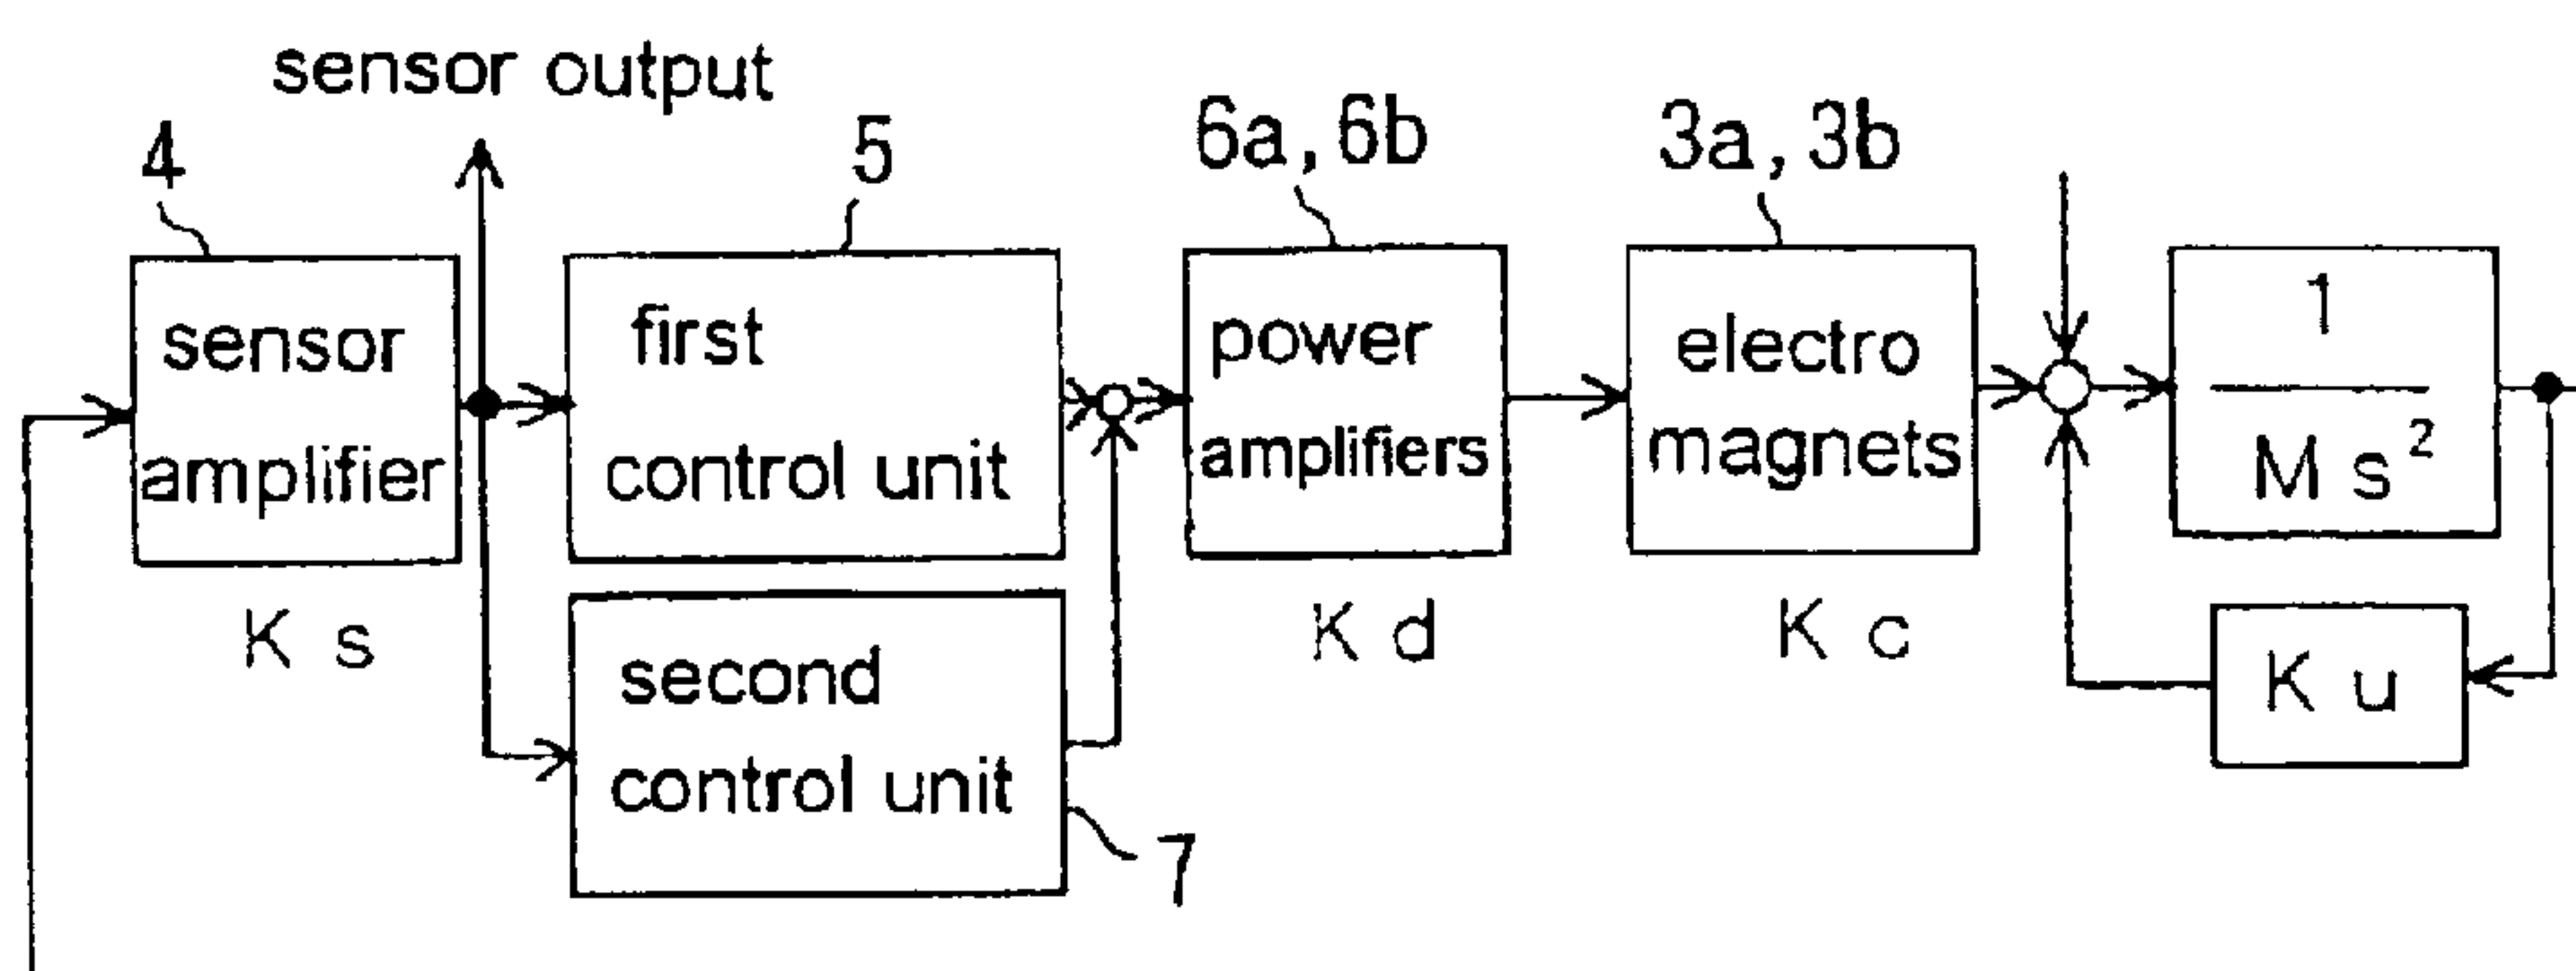 sensor output
4
5
6a, 6b
3a, 3b
sensor
amplifier
K s
first
control unit
second
control unit
7
power
amplifiers
K d
electro
magnets
K c
1
M s²
K u